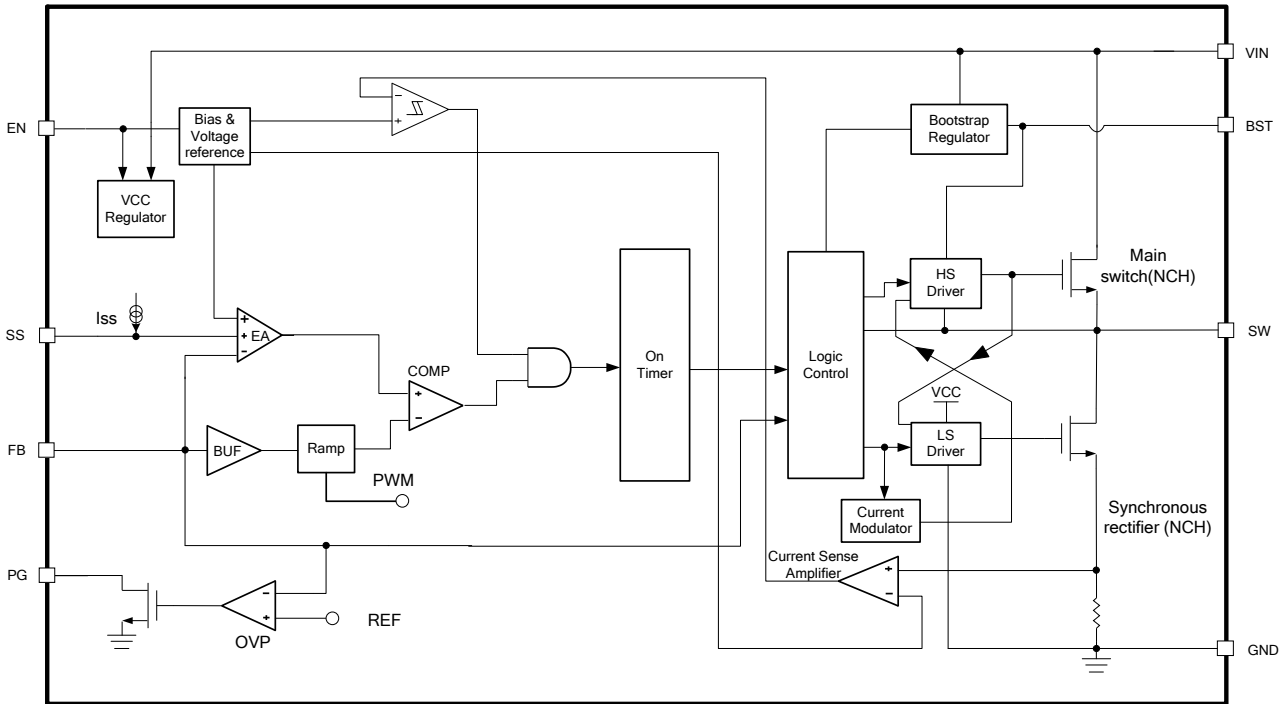 VIN
EN
Bias &
Voltage
reference
-
+
Bootstrap
Regulator
BST
VCC
Regulator
HS
Driver
Main
switch(NCH)
SS
Iss
+
+
-
EA
SW
On
Timer
Logic
Control
COMP
+
-
VCC
LS
Driver
FB
BUF
Ramp
PWM
Current
Modulator
Synchronous
rectifier (NCH)
PG
Current Sense
Amplifier
+
-
-
+
OVP
REF
GND